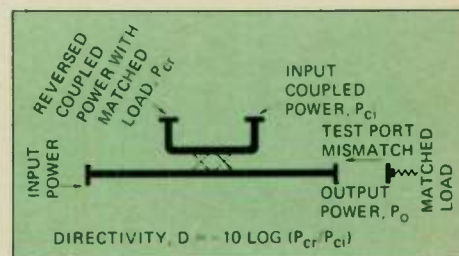 REVERSED
COUPLED
POWER WITH
MATCHED
LOAD, Pcr
INPUT
COUPLED
POWER, Pci
TEST PORT
MISMATCH
INPUT
POWER
OUTPUT
POWER, Po
MATCHED
LOAD
DIRECTIVITY, D = -10 LOG (Pcr/Pci)